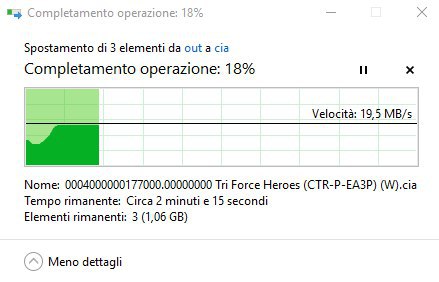 Completamento operazione: 18%
Spostamento di 3 elementi da out a cia
Completamento operazione: 18%
Velocità: 19,5 MB/s
Nome: 0004000000177000.00000000 Tri Force Heroes (CTR-P-EA3P) (W).cia
Tempo rimanente: Circa 2 minuti e 15 secondi
Elementi rimanenti: 3 (1,06 GB)
Meno dettagli